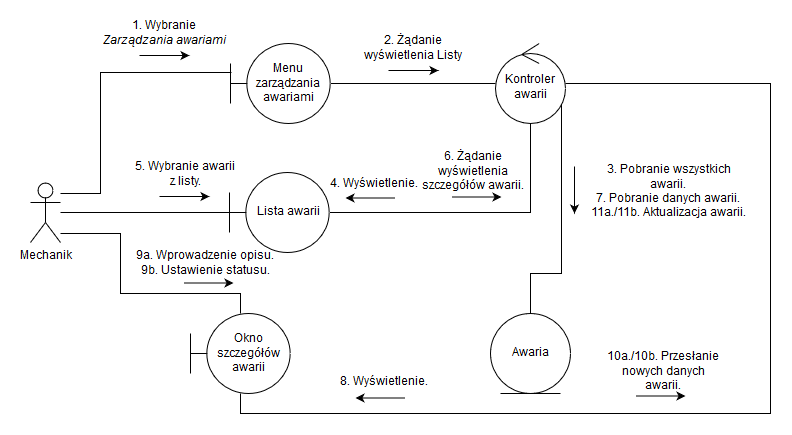 1. Wybranie
Zarządzania awariami
2. Żądanie
wyświetlenia Listy
Menu
zarządzania
awariami
Kontroler
awarii
5. Wybranie awarii
z listy.
4. Wyświetlenie.
6. Żądanie
wyświetlenia
szczegółów awarii.
3. Pobranie wszystkich
awarii.
7. Pobranie danych awarii.
11a./11b. Aktualizacja awarii.
Lista awarii
Mechanik
9a. Wprowadzenie opisu.
9b. Ustawienie statusu.
Okno
szczegółów
awarii
Awaria
8. Wyświetlenie.
10a./10b. Przesłanie
nowych danych
awarii.